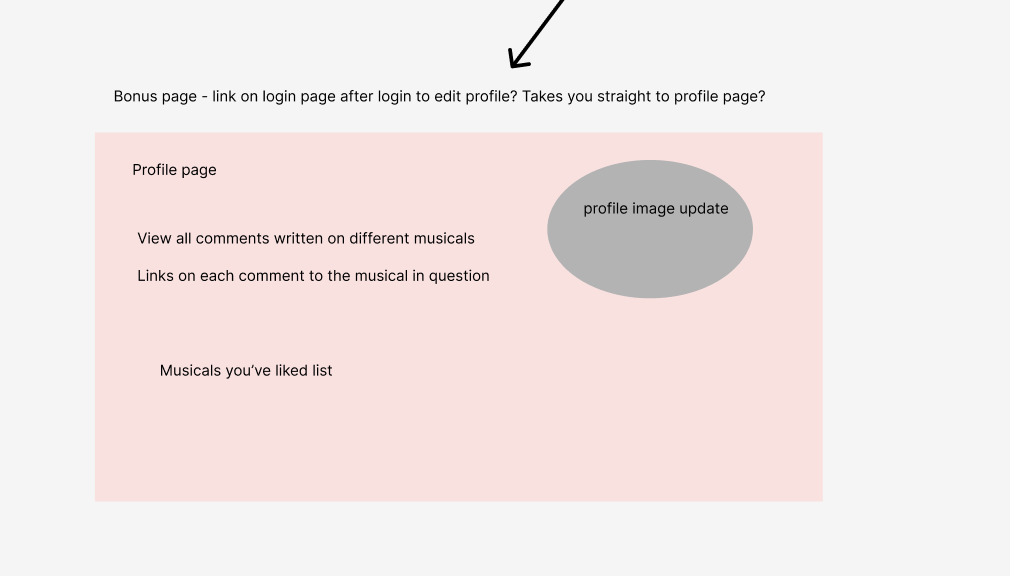 Bonus page - link on login page after login to edit profile? Takes you straight to profile page?
Profile page
profile image update
View all comments written on different musicals
Links on each comment to the musical in question
Musicals you’ve liked list